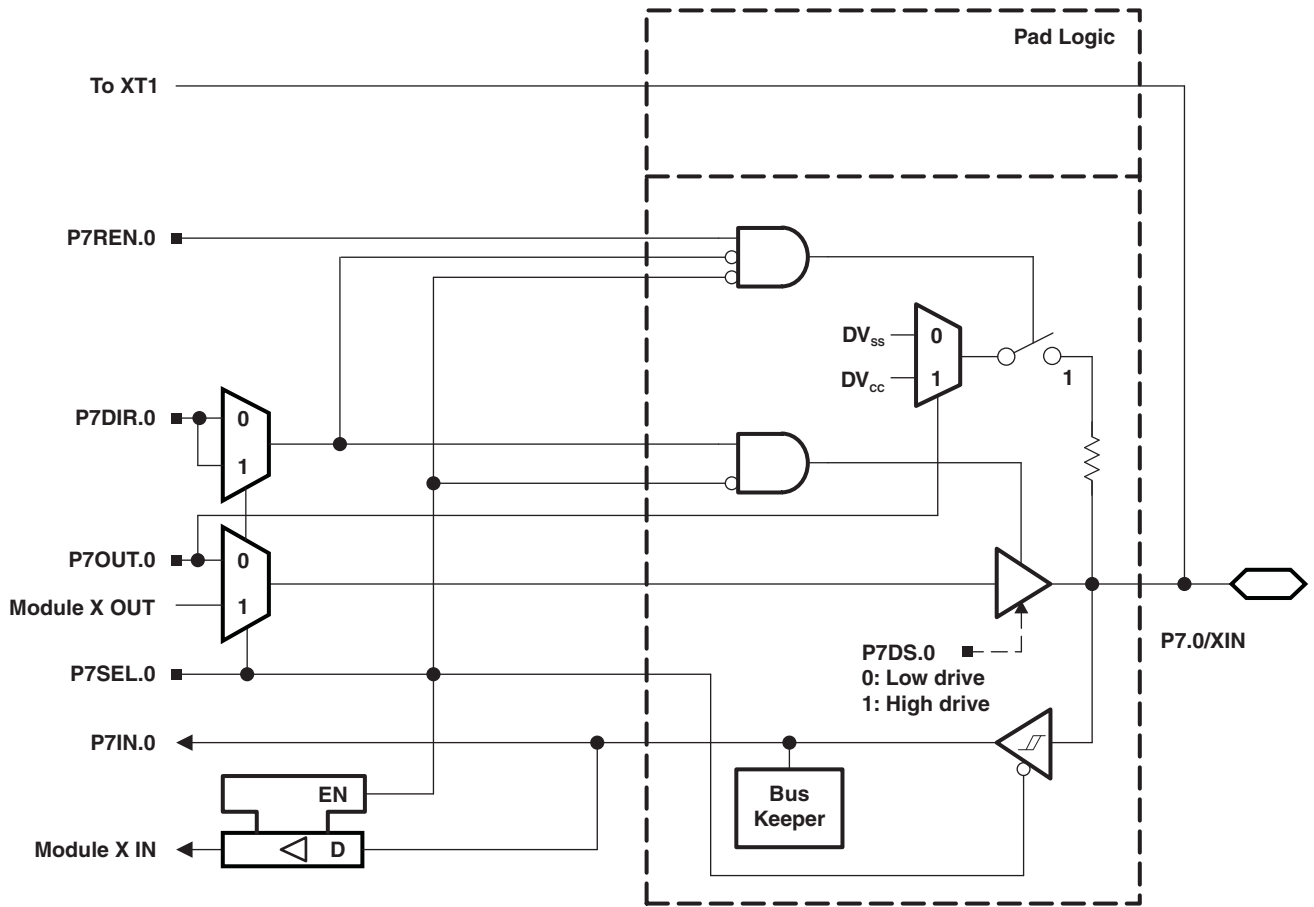 Pad Logic
To XT1
P7REN.0
DVSS
0
DVCC
1
1
P7DIR.0
0
1
P7OUT.0
0
Module X OUT
1
P7DS.0
0: Low drive
1: High drive
P7.0/XIN
P7SEL.0
P7IN.0
EN
Bus
Keeper
Module X IN
D